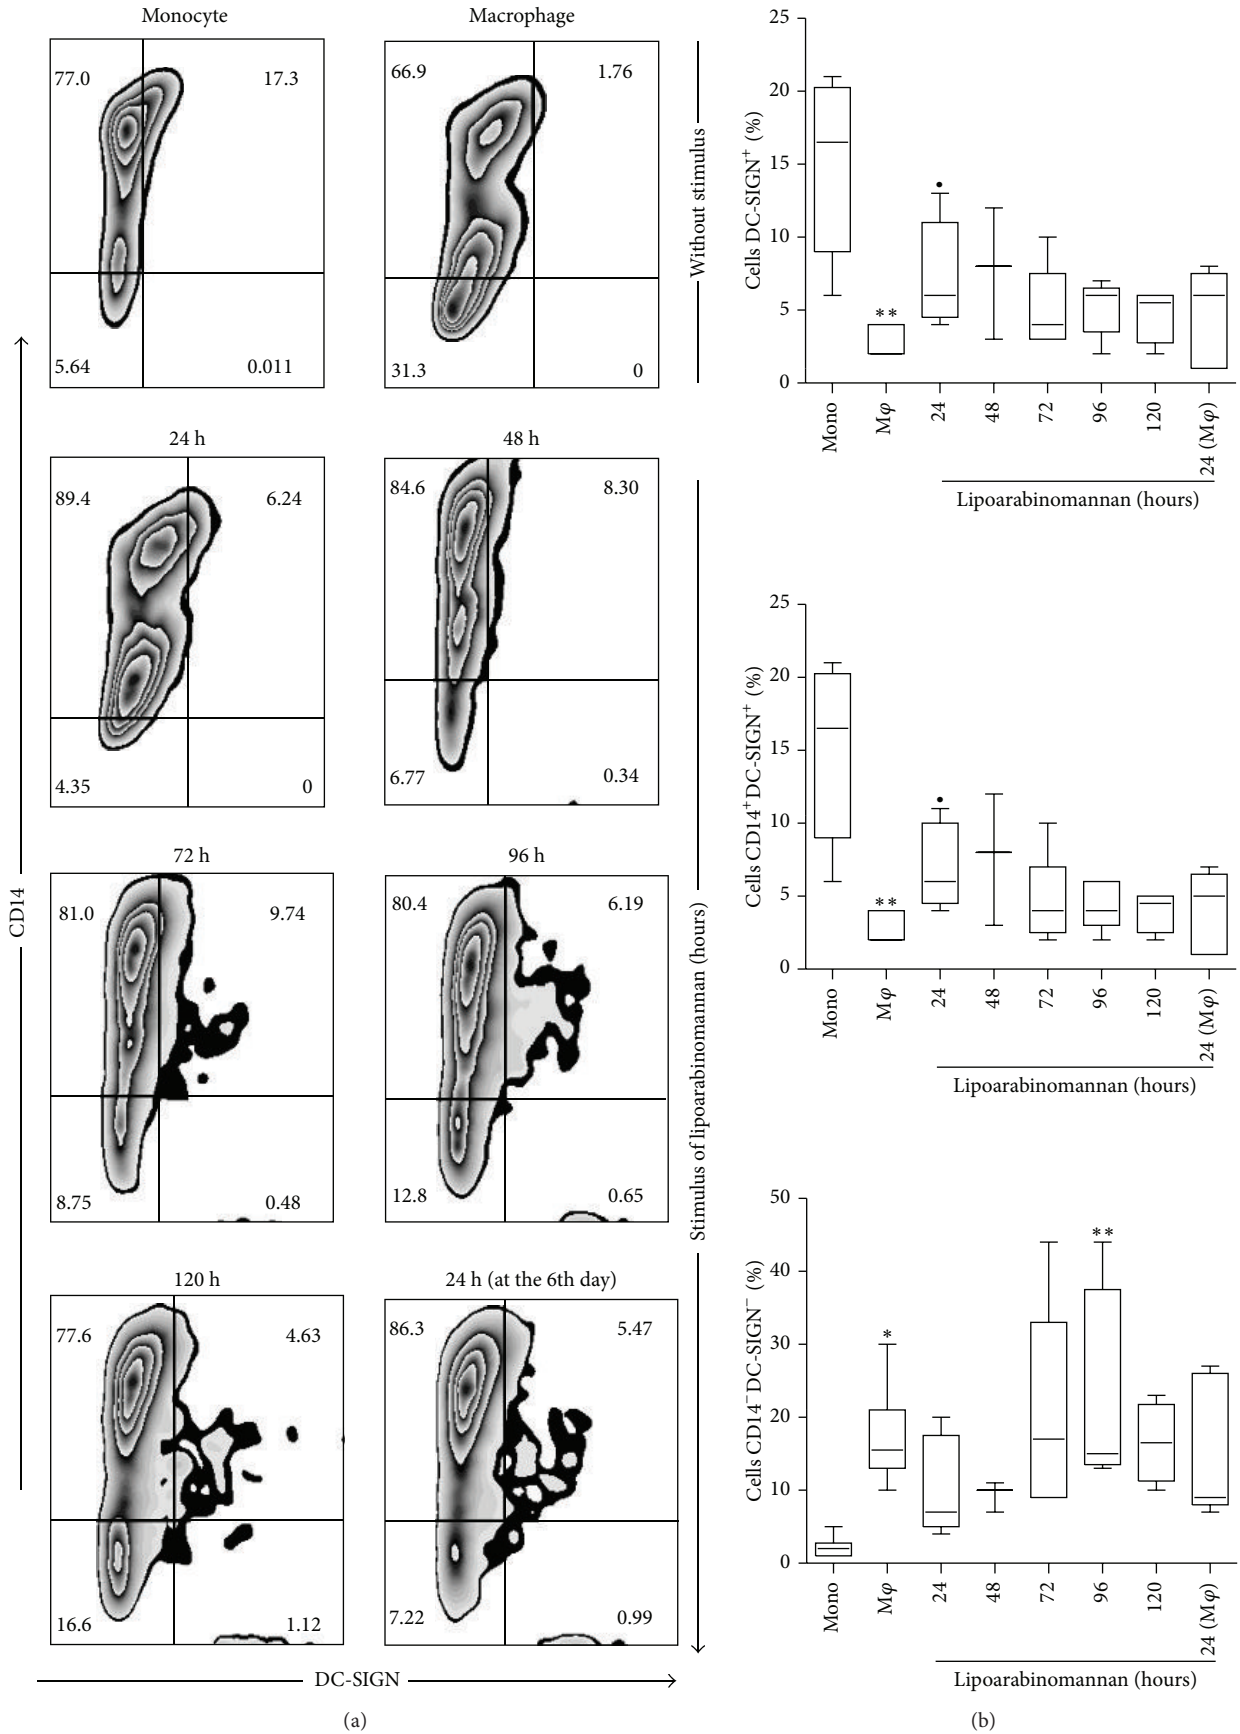 Monocyte
Macrophage
77.0 17.3
5.64 0.011
66.9 1.76
31.3 0
Without stimulus
24 h
48 h
89.4 6.24
4.35 0
84.6 8.30
6.77 0.34
72 h
96 h
81.0 9.74
8.75 0.48
80.4 6.19
12.8 0.65
120 h
24 h (at the 6th day)
77.6 4.63
16.6 1.12
86.3 5.47
7.22 0.99
Stimulus of lipoarabinomannan (hours)
CD14
DC-SIGN
(a)
Cells DC-SIGN⁺ (%)
25
20
15
10
5
0
**
•
Mono Mφ 24 48 72 96 120 24 (Mφ)
Lipoarabinomannan (hours)
Cells CD14⁺DC-SIGN⁺ (%)
25
20
15
10
5
0
**
•
Mono Mφ 24 48 72 96 120 24 (Mφ)
Lipoarabinomannan (hours)
Cells CD14⁻DC-SIGN⁻ (%)
50
40
30
20
10
0
*
**
Mono Mφ 24 48 72 96 120 24 (Mφ)
Lipoarabinomannan (hours)
(b)